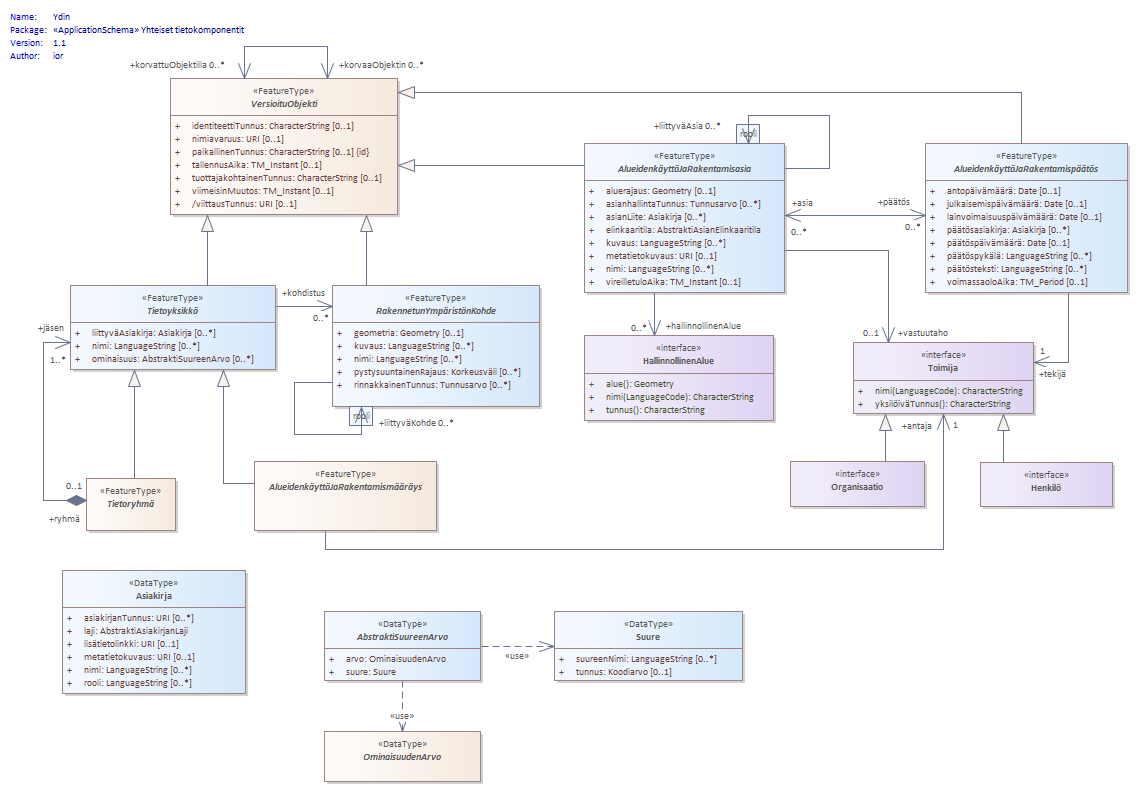 Name: Ydin
Package: «ApplicationSchema» Yhteiset tietokomponentit
Version: 1.1
Author: ior
+korvattuObjektilla 0..*
+korvaaObjektin 0..*
«FeatureType»
VersioituObjekti
+ identiteettiTunnus: CharacterString [0..1]
+ nimiavaruus: URI [0..1]
+ paikallinenTunnus: CharacterString [0..1] {id}
+ tallennusAika: TM_Instant [0..1]
+ tuottajakohtainenTunnus: CharacterString [0..1]
+ viimeisinMuutos: TM_Instant [0..1]
+ /viittausTunnus: URI [0..1]
+liittyväAsia 0..*
rooli
«FeatureType»
AlueidenkäyttöJaRakentamisasia
+ aluerajaus: Geometry [0..1]
+ asianhallintaTunnus: Tunnusarvo [0..*]
+ asianLiite: Asiakirja [0..*]
+ elinkaaritila: AbstraktiAsianElinkaaritila
+ kuvaus: LanguageString [0..*]
+ metatietokuvaus: URI [0..1]
+ nimi: LanguageString [0..*]
+ vireilletuloAika: TM_Instant [0..1]
+asia
0..*
+päätös
0..*
«FeatureType»
AlueidenkäyttöJaRakentamispäätös
+ antopäivämäärä: Date [0..1]
+ julkaisemispäivämäärä: Date [0..1]
+ lainvoimaisuuspäivämäärä: Date [0..1]
+ päätösasiakirja: Asiakirja [0..*]
+ päätöspäivämäärä: Date [0..1]
+ päätöspykälä: LanguageString [0..*]
+ päätösteksti: LanguageString [0..*]
+ voimassaoloAika: TM_Period [0..1]
«FeatureType»
Tietoyksikkö
+ liittyväAsiakirja: Asiakirja [0..*]
+ nimi: LanguageString [0..*]
+ ominaisuus: AbstraktiSuureenArvo [0..*]
+kohdistus
0..*
«FeatureType»
RakennetunYmpäristönKohde
+ geometria: Geometry [0..1]
+ kuvaus: LanguageString [0..*]
+ nimi: LanguageString [0..*]
+ pystysuuntainenRajaus: Korkeusväli [0..*]
+ rinnakkainenTunnus: Tunnusarvo [0..*]
rooli
+liittyväKohde 0..*
+jäsen
1..*
0..*
+hallinnollinenAlue
«interface»
HallinnollinenAlue
+ alue(): Geometry
+ nimi(LanguageCode): CharacterString
+ tunnus(): CharacterString
0..1
+vastuutaho
1
+tekijä
«interface»
Toimija
+ nimi(LanguageCode): CharacterString
+ yksilöiväTunnus(): CharacterString
+antaja
1
«interface»
Organisaatio
«interface»
Henkilö
0..1
+ryhmä
«FeatureType»
Tietoryhmä
«FeatureType»
AlueidenkäyttöJaRakentamismääräys
«DataType»
Asiakirja
+ asiakirjanTunnus: URI [0..*]
+ laji: AbstraktiAsiakirjanLaji
+ lisätietolinkki: URI [0..1]
+ metatietokuvaus: URI [0..1]
+ nimi: LanguageString [0..*]
+ rooli: LanguageString [0..*]
«DataType»
AbstraktiSuureenArvo
+ arvo: OminaisuudenArvo
+ suure: Suure
«use»
«DataType»
Suure
+ suureenNimi: LanguageString [0..*]
+ tunnus: Koodiarvo [0..1]
«use»
«DataType»
OminaisuudenArvo